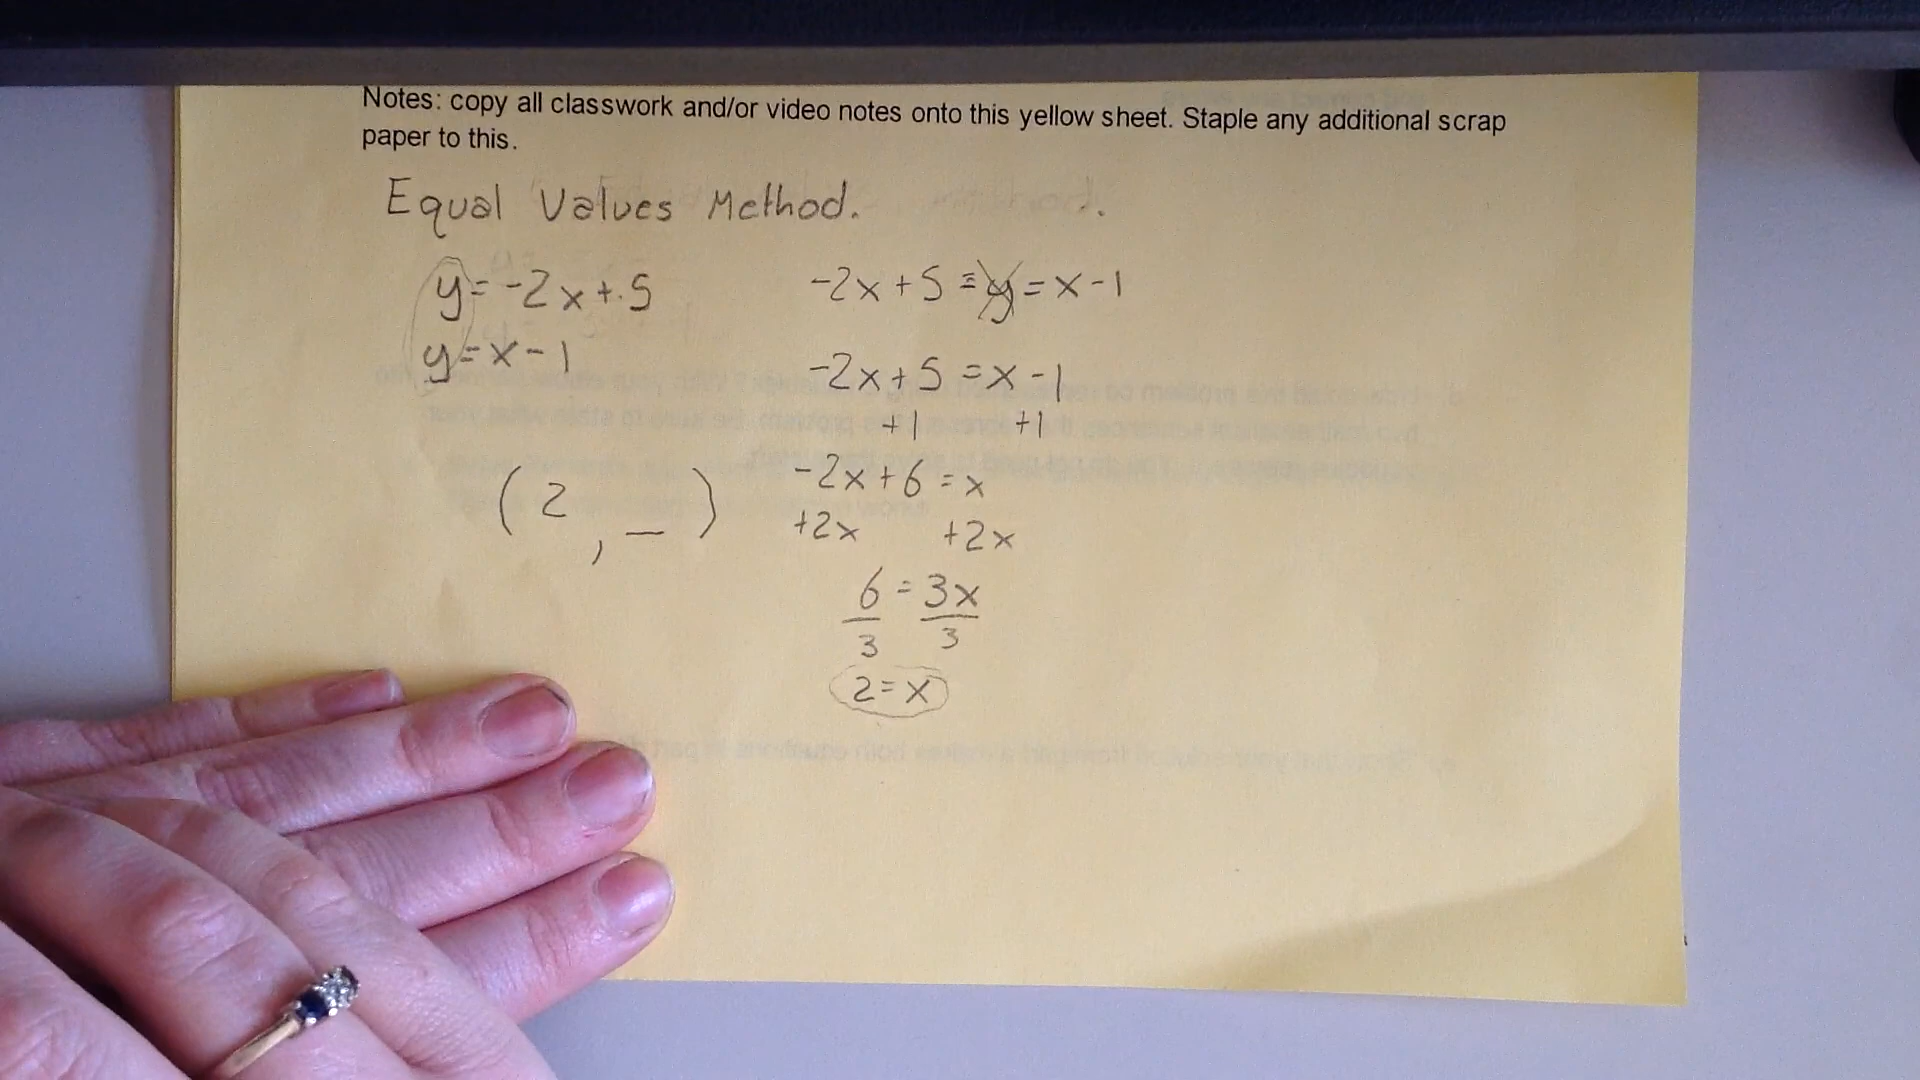 Notes: copy all classwork and/or video notes onto this yellow sheet. Staple any additional scrap
paper to this.
Equal Values Method.
y=-2x+5
y=x-1
(2, _)
-2x+5=y=x-1
-2x+5=x-1
+1 +1
-2x+6=x
+2x +2x
6=3x
3 3
2=x